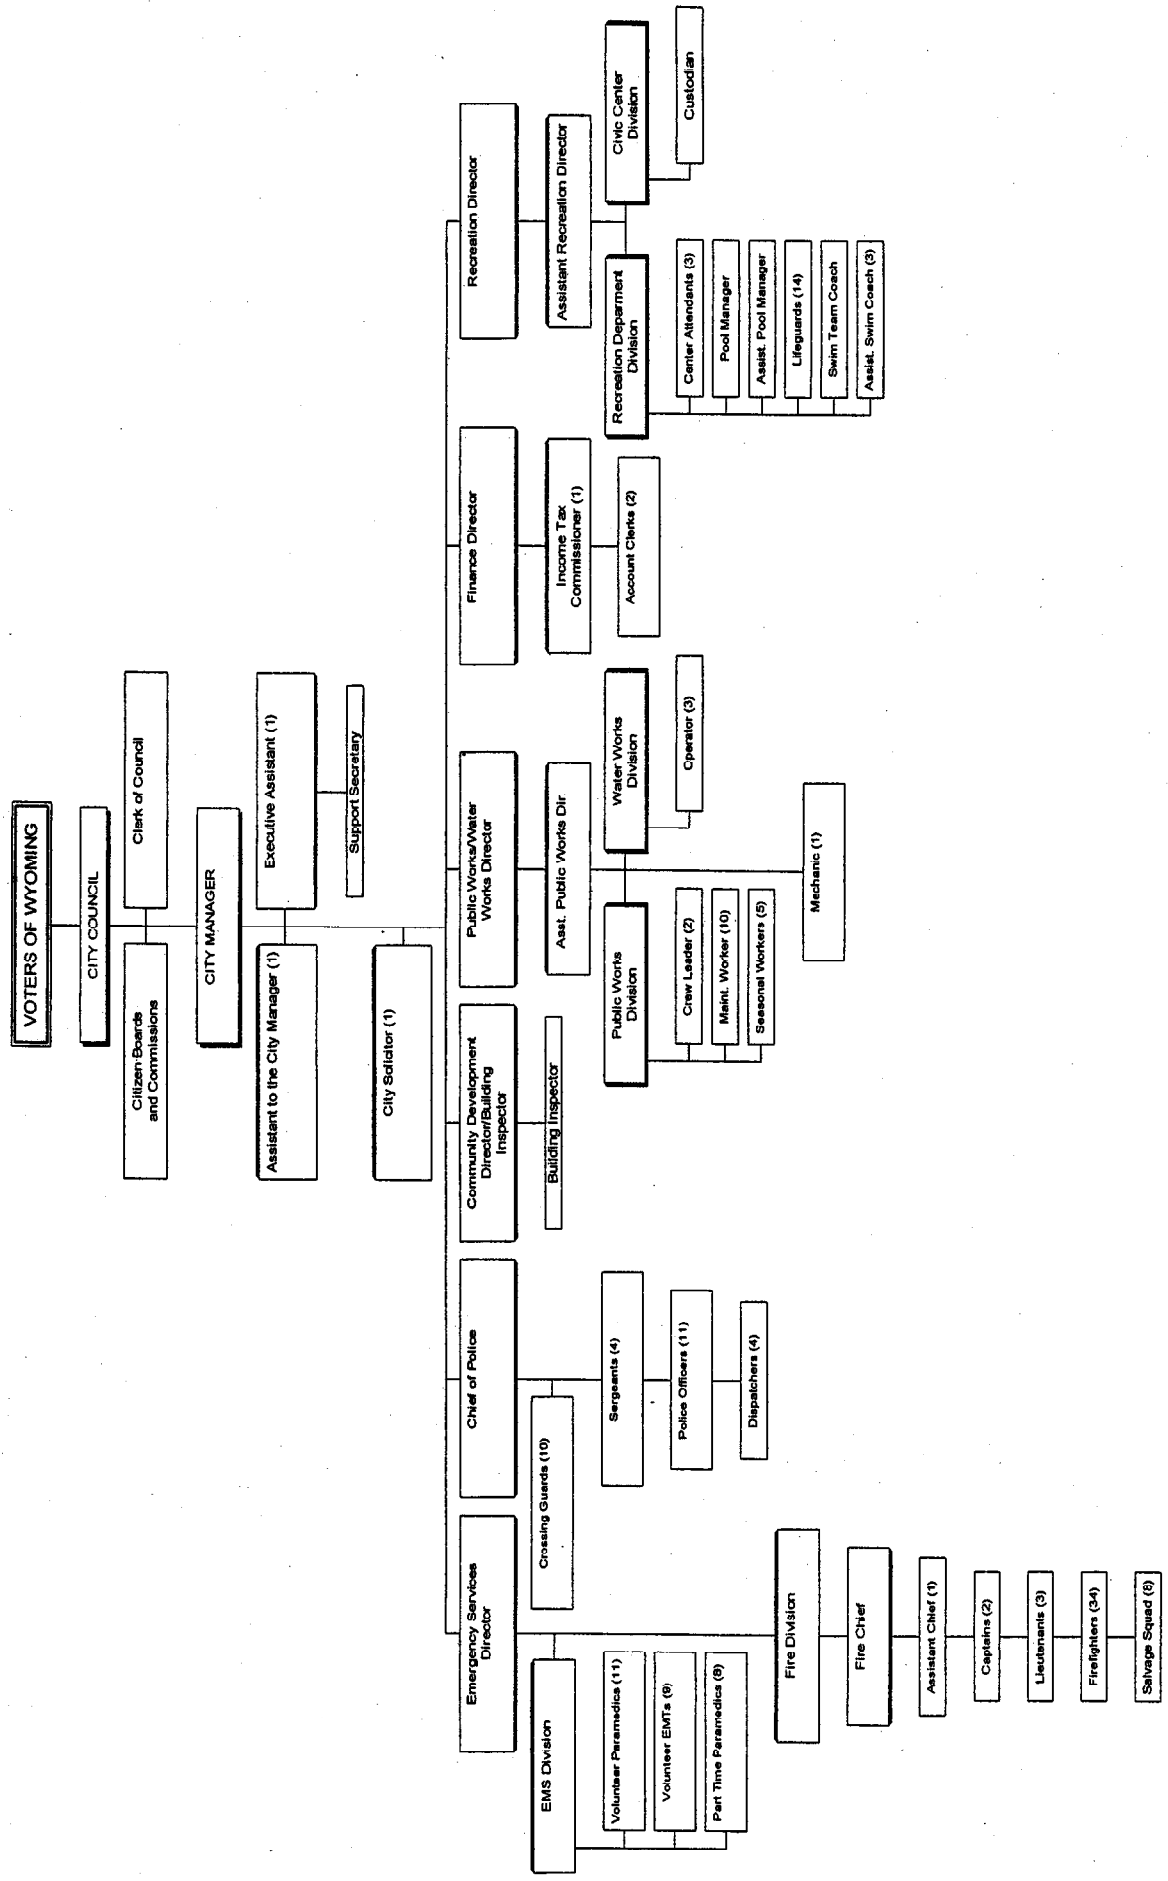 VOTERS OF WYOMING
CITY COUNCIL
Citizen Boards
and Commissions
Clerk of Council
CITY MANAGER
Assistant to the City Manager (1)
Executive Assistant (1)
Support Secretary
City Solicitor (1)
Emergency Services
Director
EMS Division
Volunteer Paramedics (11)
Volunteer EMTs (9)
Part Time Paramedics (8)
Fire Division
Fire Chief
Assistant Chief (1)
Captains (2)
Lieutenants (3)
Firefighters (34)
Salvage Squad (8)
Chief of Police
Crossing Guards (10)
Sergeants (4)
Police Officers (11)
Dispatchers (4)
Community Development
Director/Building
Inspector
Building Inspector
Public Works/Water
Works Director
Asst. Public Works Dir.
Public Works
Division
Crew Leader (2)
Maint. Worker (10)
Seasonal Workers (5)
Water Works
Division
Operator (3)
Mechanic (1)
Finance Director
Income Tax
Commissioner (1)
Account Clerks (2)
Recreation Director
Assistant Recreation Director
Recreation Deparment
Division
Center Attendants (3)
Pool Manager
Assist. Pool Manager
Lifeguards (14)
Swim Team Coach
Assist. Swim Coach (3)
Civic Center
Division
Custodian